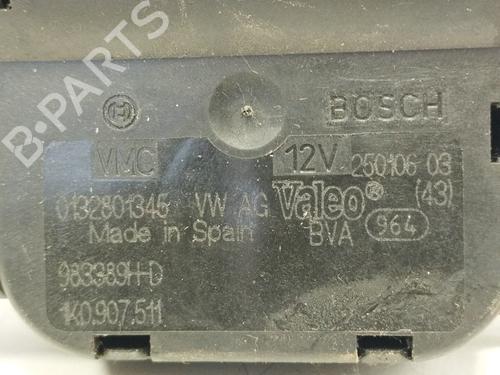 B-PARTS
BOSCH
VMC 12V 250106 03
0132801345 VW AG Valeo® (43)
Made in Spain BVA 964
983389H-D
1K0.907.511